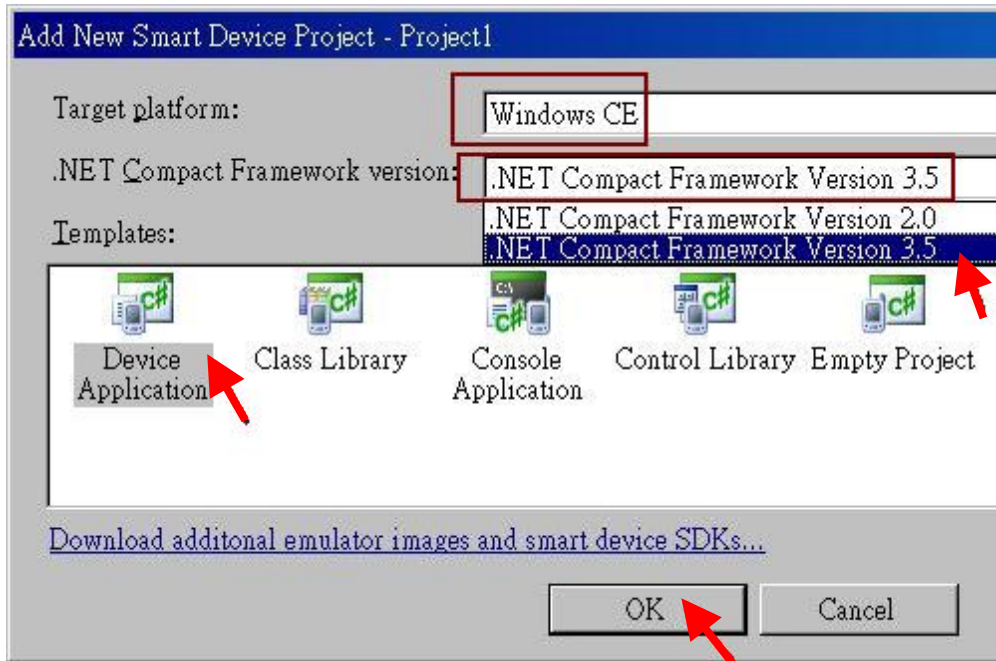 Add New Smart Device Project - Project1
Target platform:
Windows CE
.NET Compact Framework version:
.NET Compact Framework Version 3.5
.NET Compact Framework Version 2.0
.NET Compact Framework Version 3.5
Templates:
Device Application
Class Library
Console Application
Control Library
Empty Project
Download additonal emulator images and smart device SDKs...
OK
Cancel